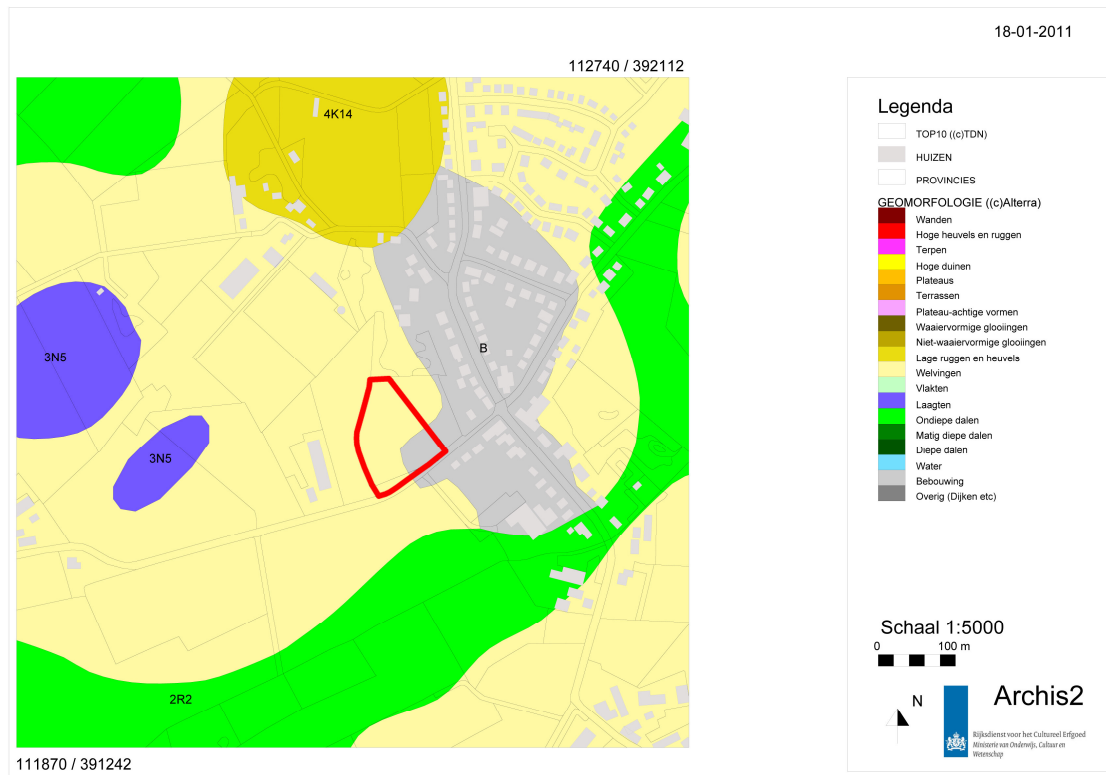 18-01-2011
112740 / 392112
4K14
3N5
B
3N5
2R2
111870 / 391242
Legenda
TOP10 ((c)TDN)
HUIZEN
PROVINCIES
GEOMORFOLOGIE ((c)Alterra)
Wanden
Hoge heuvels en ruggen
Terpen
Hoge duinen
Plateaus
Terrassen
Plateau-achtige vormen
Waaiervormige glooiingen
Niet-waaiervormige glooiingen
Lage ruggen en heuvels
Welvingen
Vlakten
Laagten
Ondiepe dalen
Matig diepe dalen
Diepe dalen
Water
Bebouwing
Overig (Dijken etc)
Schaal 1:5000
0 100 m
N
Archis2
Rijksdienst voor het Cultureel Erfgoed
Ministerie van Onderwijs, Cultuur en
Wetenschap